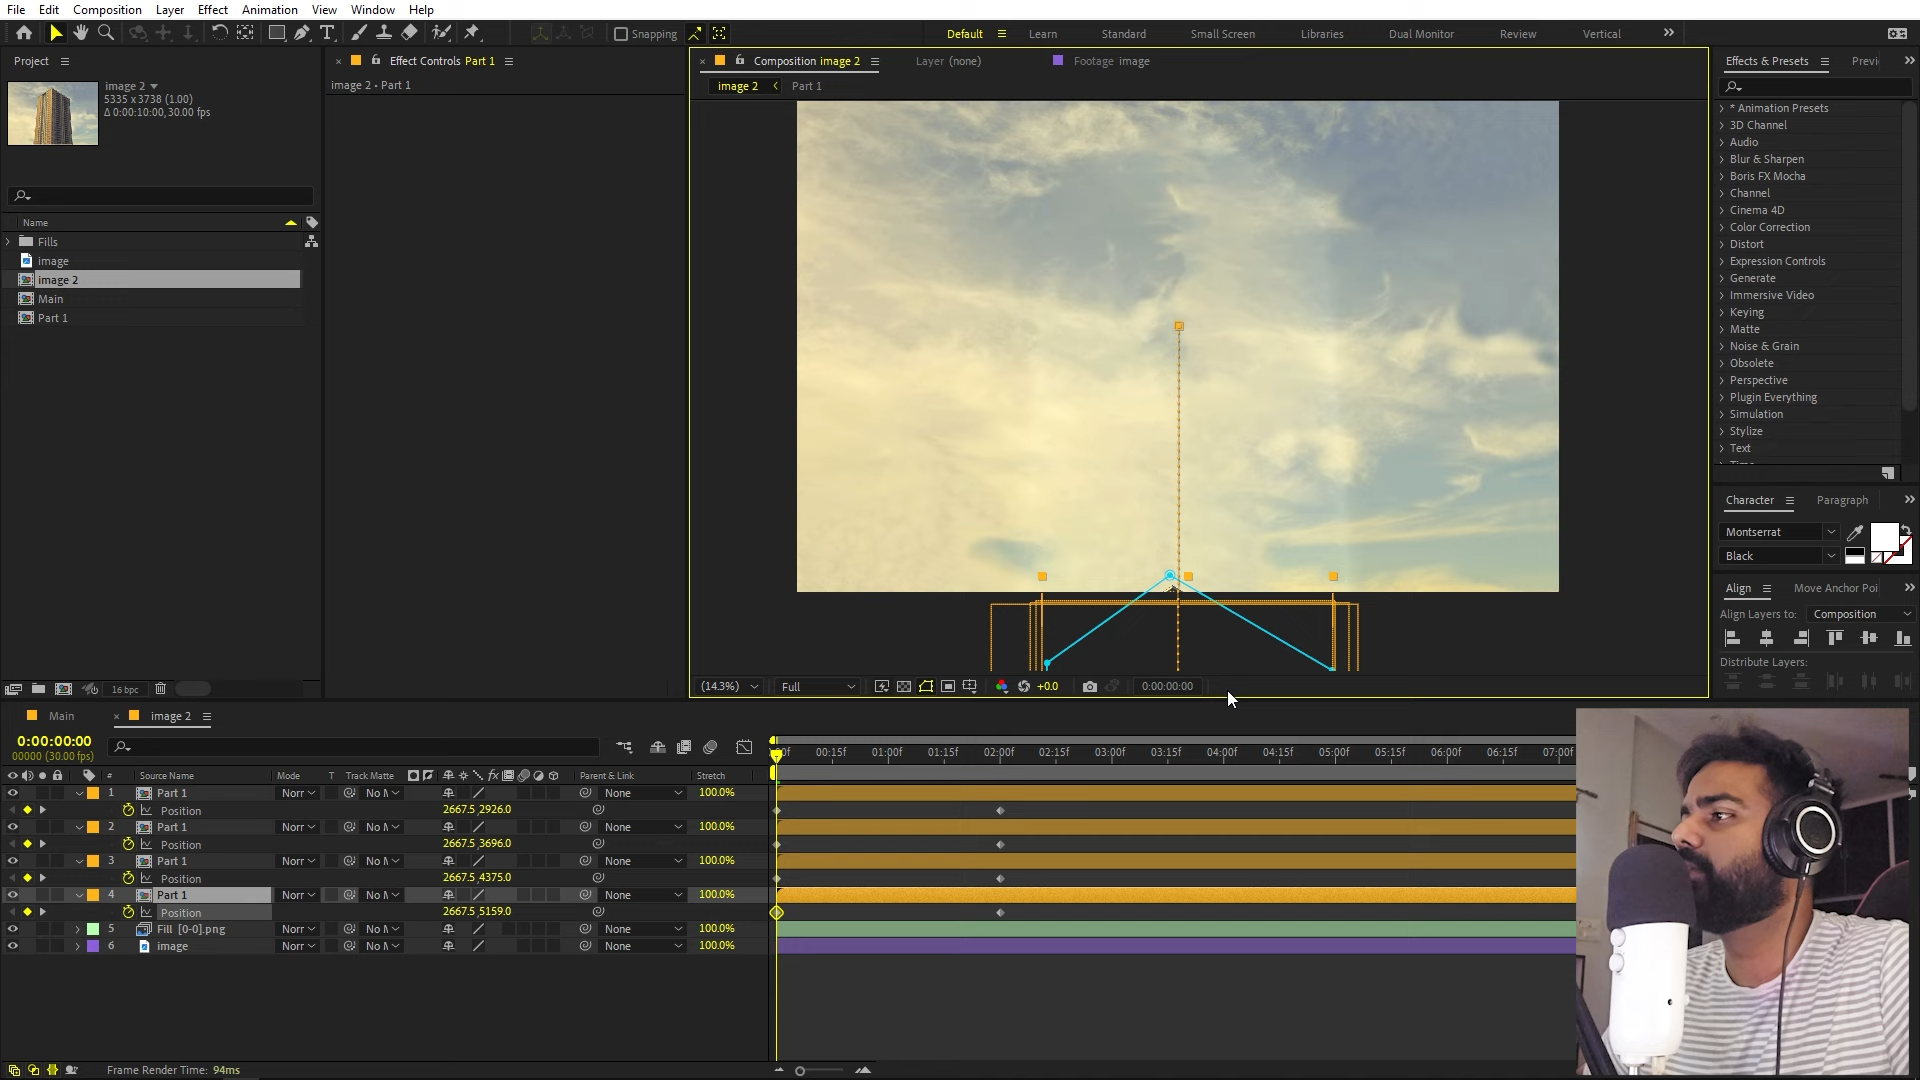 File Edit Composition Layer Effect Animation View Window Help
Snapping
Default Learn Standard Small Screen Libraries Dual Monitor Review Vertical
Project
image 2
5335 x 3738 (1.00)
Δ 0:00:10:00, 30.00 fps
Name
Fills
image
image 2
Main
Part 1
16 bpc
Effect Controls Part 1
image 2 • Part 1
Composition image 2
Layer (none)
Footage image
image 2
Part 1
(14.3%)
Full
+0.0
0:00:00:00
Effects & Presets
Previ
* Animation Presets
3D Channel
Audio
Blur & Sharpen
Boris FX Mocha
Channel
Cinema 4D
Color Correction
Distort
Expression Controls
Generate
Immersive Video
Keying
Matte
Noise & Grain
Obsolete
Perspective
Plugin Everything
Simulation
Stylize
Text
Character Paragraph
Montserrat
Black
Align Move Anchor Poi
Align Layers to: Composition
Distribute Layers:
Main
image 2
0:00:00:00
00000 (30.00 fps)
00f 00:15f 01:00f 01:15f 02:00f 02:15f 03:00f 03:15f 04:00f 04:15f 05:00f 05:15f 06:00f 06:15f 07:00f
# Source Name Mode T Track Matte Parent & Link Stretch
1 Part 1 Norr No M None 100.0%
Position 2667.5,2926.0
2 Part 1 Norr No M None 100.0%
Position 2667.5,3696.0
3 Part 1 Norr No M None 100.0%
Position 2667.5,4375.0
4 Part 1 Norr No M None 100.0%
Position 2667.5,5159.0
5 Fill [0-0].png Norr No M None 100.0%
6 image Norr No M None 100.0%
Frame Render Time: 94ms